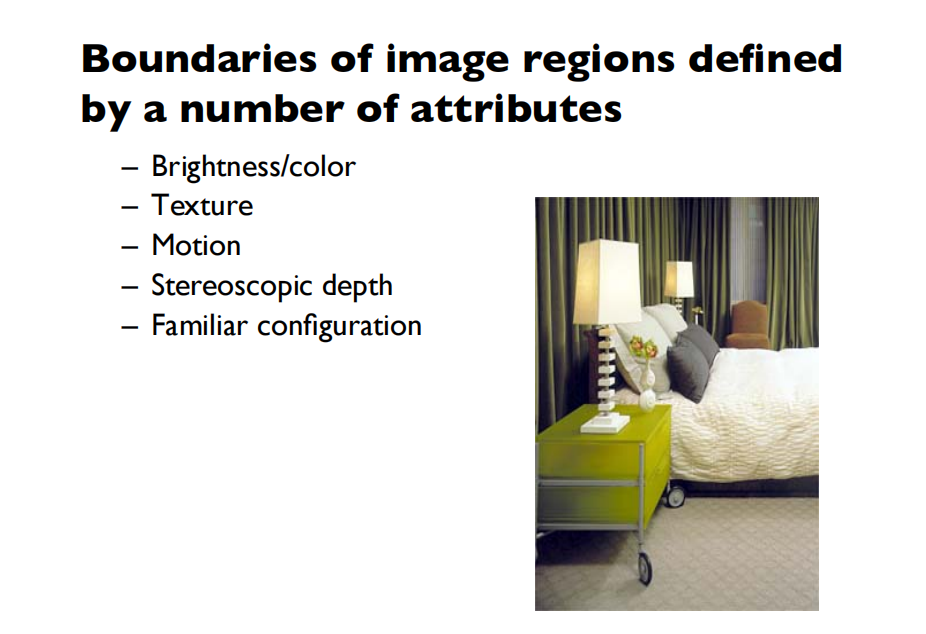 Boundaries of image regions defined
by a number of attributes
– Brightness/color
– Texture
– Motion
– Stereoscopic depth
– Familiar configuration